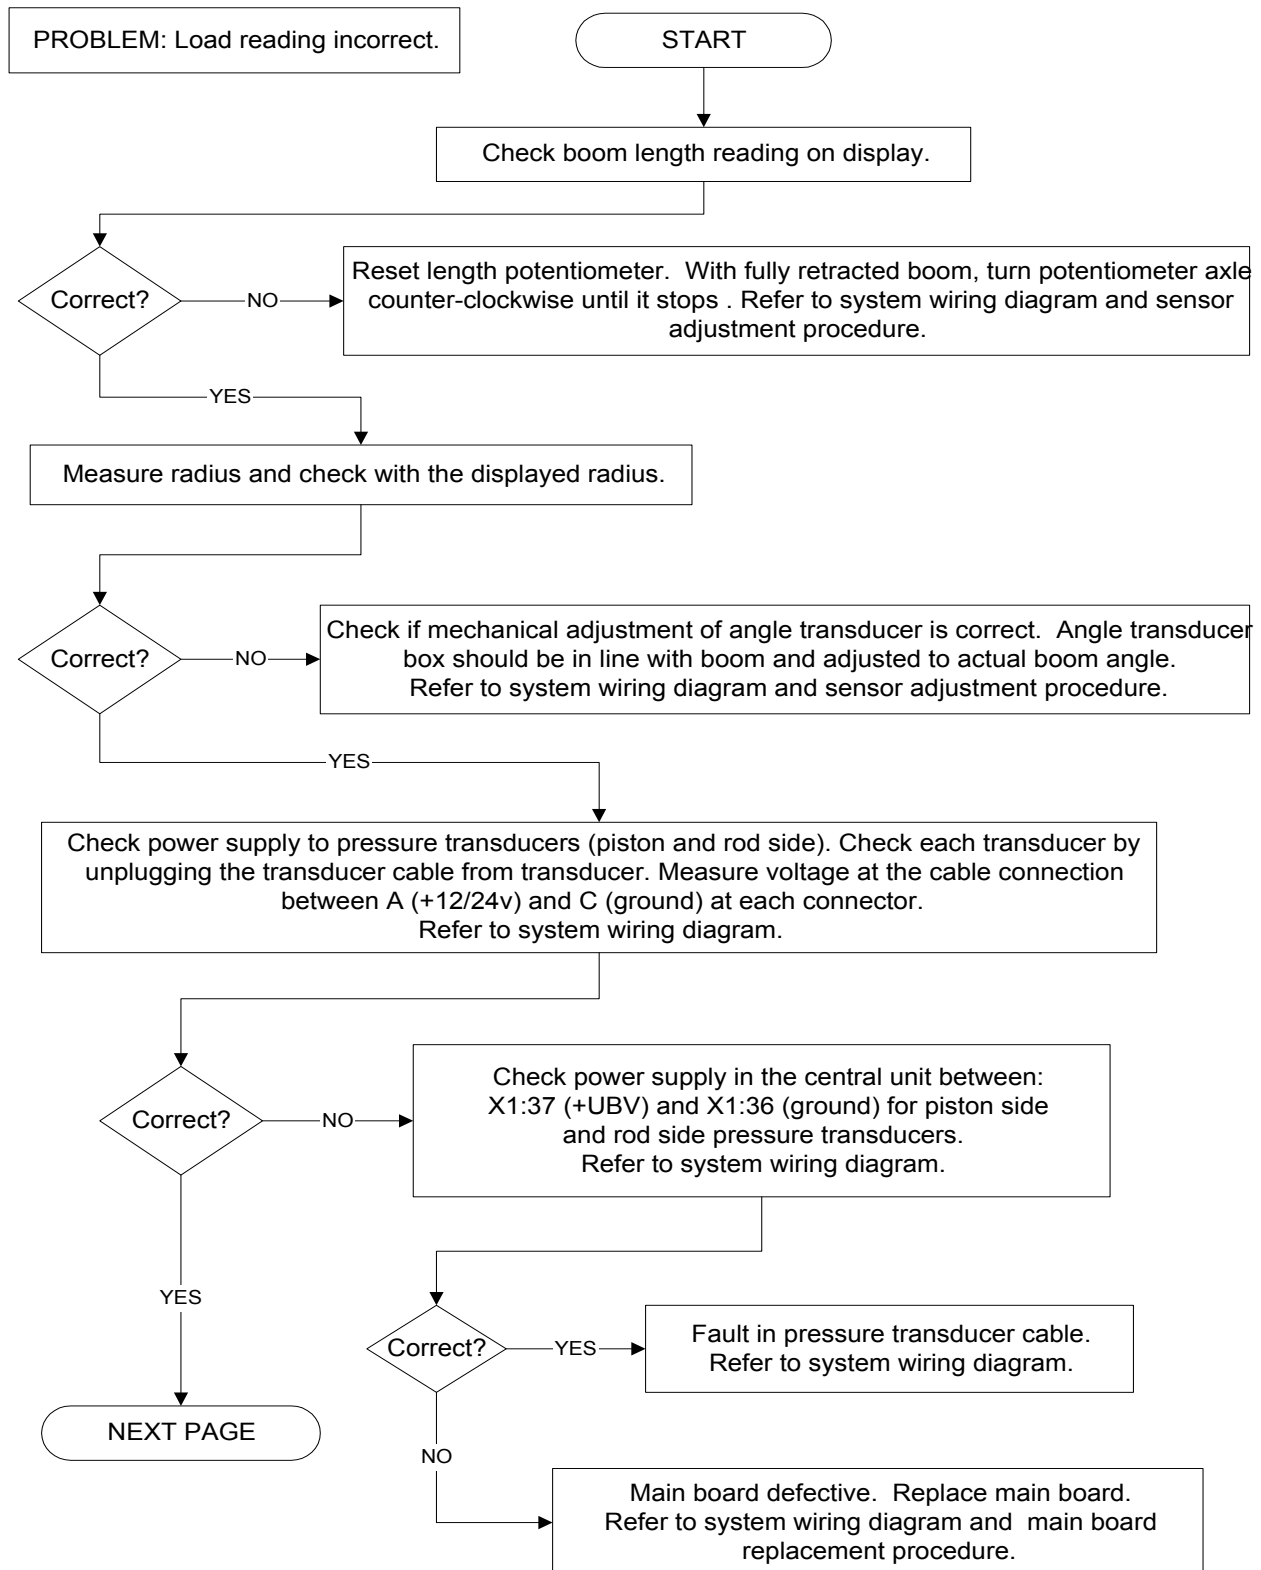 PROBLEM: Load reading incorrect.
START
Check boom length reading on display.
Correct?
NO
Reset length potentiometer.  With fully retracted boom, turn potentiometer axle
counter-clockwise until it stops . Refer to system wiring diagram and sensor
adjustment procedure.
YES
Measure radius and check with the displayed radius.
Correct?
NO
Check if mechanical adjustment of angle transducer is correct.  Angle transducer
box should be in line with boom and adjusted to actual boom angle.
Refer to system wiring diagram and sensor adjustment procedure.
YES
Check power supply to pressure transducers (piston and rod side). Check each transducer by
unplugging the transducer cable from transducer. Measure voltage at the cable connection
between A (+12/24v) and C (ground) at each connector.
Refer to system wiring diagram.
Correct?
NO
Check power supply in the central unit between:
X1:37 (+UBV) and X1:36 (ground) for piston side
and rod side pressure transducers.
Refer to system wiring diagram.
YES
Correct?
YES
Fault in pressure transducer cable.
Refer to system wiring diagram.
NEXT PAGE
NO
Main board defective.  Replace main board.
Refer to system wiring diagram and  main board
replacement procedure.